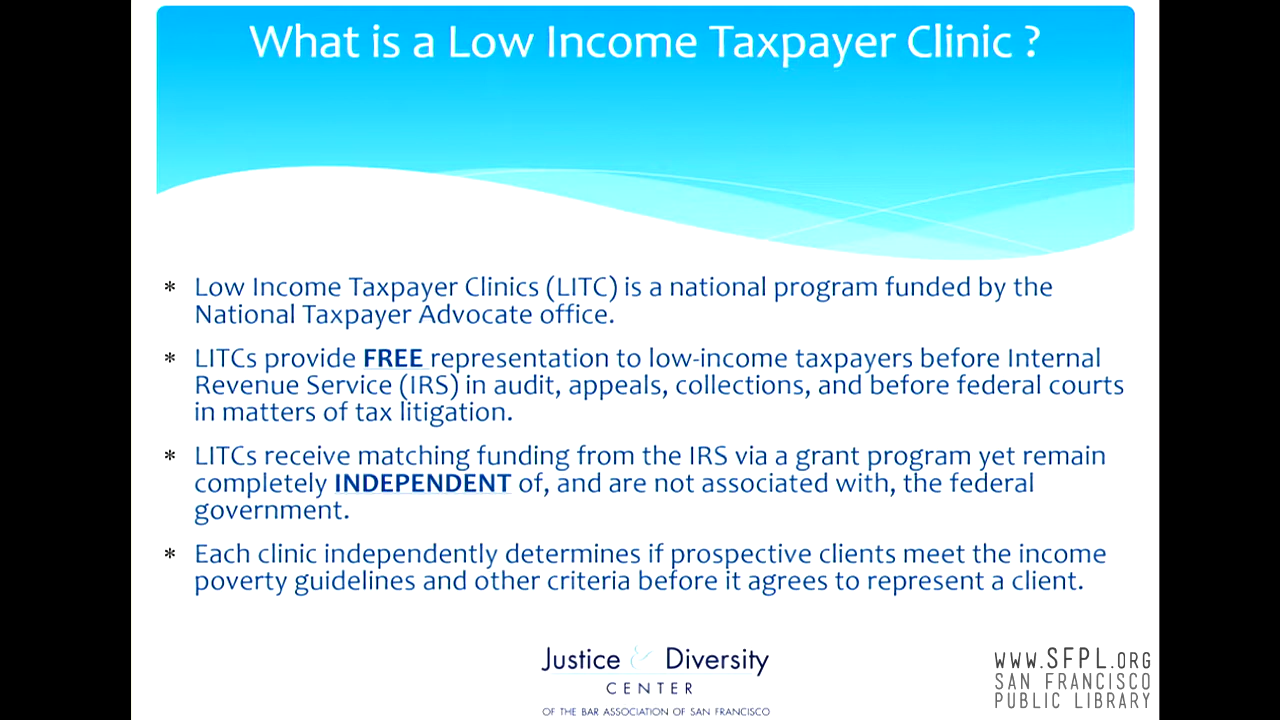 What is a Low Income Taxpayer Clinic ?
* Low Income Taxpayer Clinics (LITC) is a national program funded by the
National Taxpayer Advocate office.
* LITCs provide FREE representation to low-income taxpayers before Internal
Revenue Service (IRS) in audit, appeals, collections, and before federal courts
in matters of tax litigation.
* LITCs receive matching funding from the IRS via a grant program yet remain
completely INDEPENDENT of, and are not associated with, the federal
government.
* Each clinic independently determines if prospective clients meet the income
poverty guidelines and other criteria before it agrees to represent a client.
Justice & Diversity
CENTER
OF THE BAR ASSOCIATION OF SAN FRANCISCO
WWW.SFPL.ORG
SAN FRANCISCO
PUBLIC LIBRARY